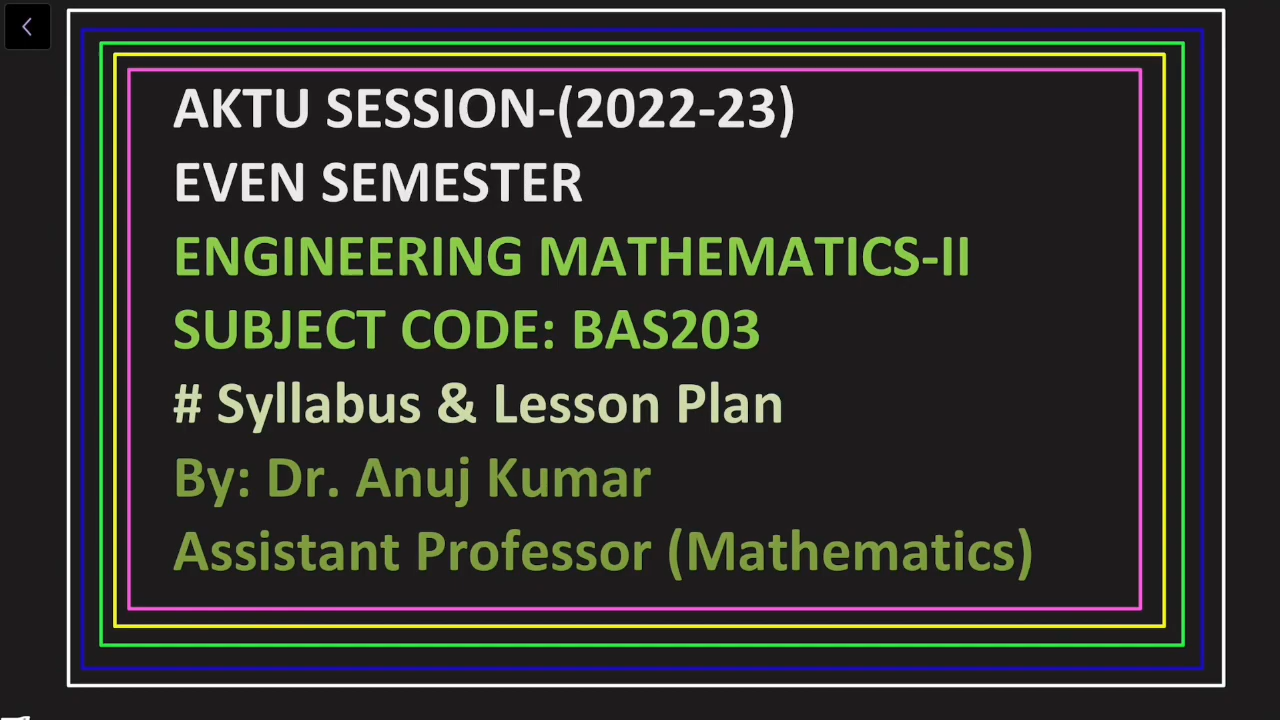 AKTU SESSION-(2022-23)
EVEN SEMESTER
ENGINEERING MATHEMATICS-II
SUBJECT CODE: BAS203
# Syllabus & Lesson Plan
By: Dr. Anuj Kumar
Assistant Professor (Mathematics)